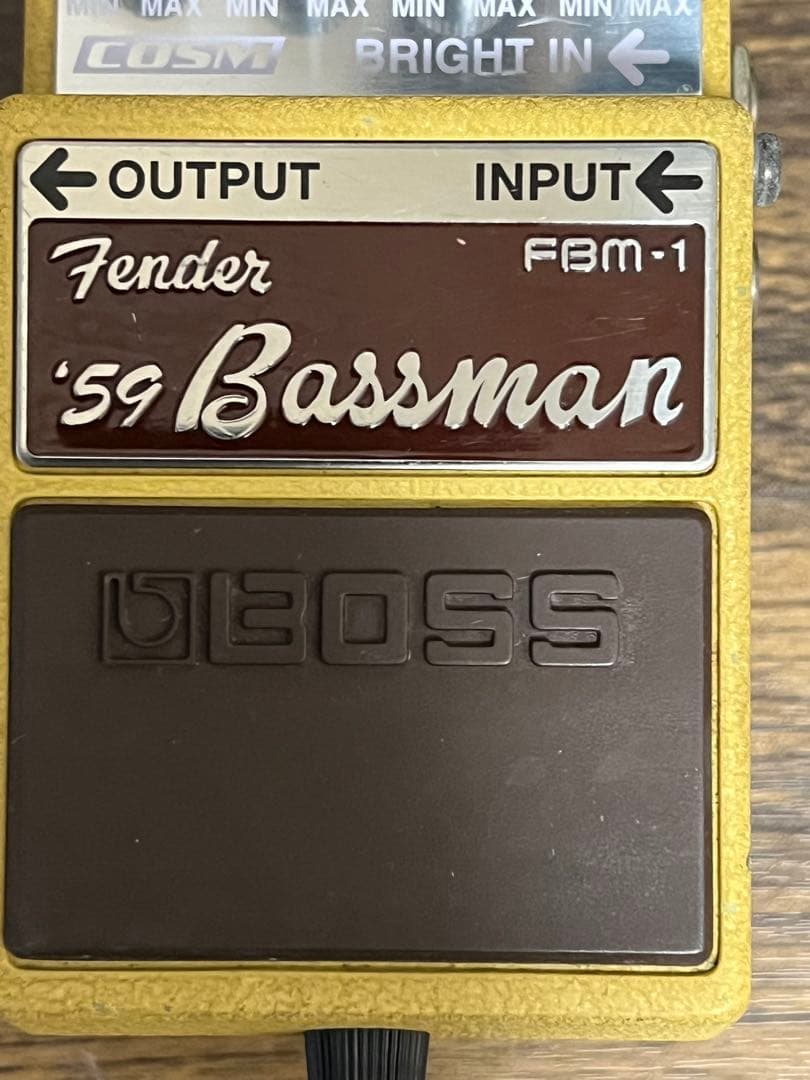 MIN MAX MIN MAX MIN MAX MIN MAX
COSM BRIGHT IN
OUTPUT INPUT
Fender FBM-1
'59 Bassman
BOSS